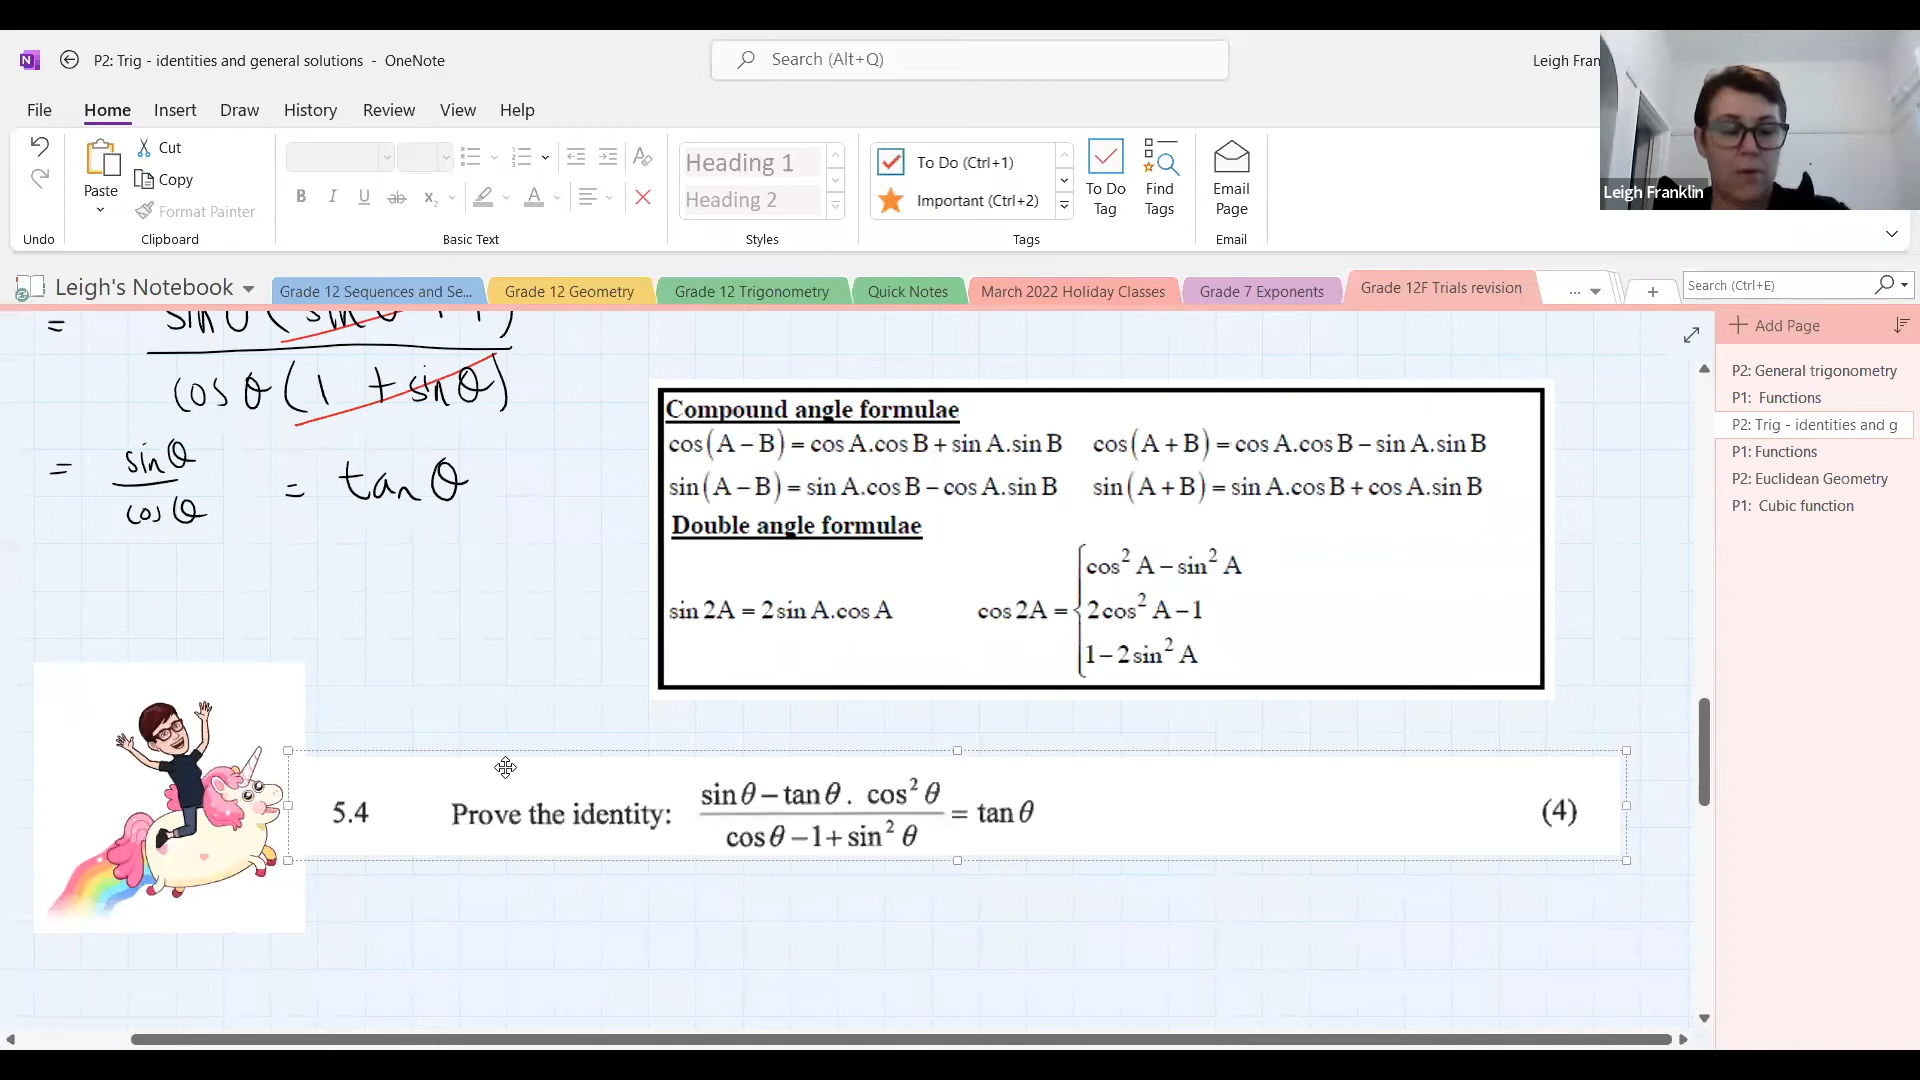 P2: Trig - identities and general solutions - OneNote
Search (Alt+Q)
Leigh Fran
File Home Insert Draw History Review View Help
Undo
Paste
Cut
Copy
Format Painter
Clipboard
B I U ab x₂ A
Basic Text
Heading 1
Heading 2
Styles
To Do (Ctrl+1)
Important (Ctrl+2)
Tags
To Do Tag
Find Tags
Email Page
Email
Leigh Franklin
Leigh's Notebook
Grade 12 Sequences and Se...
Grade 12 Geometry
Grade 12 Trigonometry
Quick Notes
March 2022 Holiday Classes
Grade 7 Exponents
Grade 12F Trials revision
...
Search (Ctrl+E)
Add Page
P2: General trigonometry
P1: Functions
P2: Trig - identities and g
P1: Functions
P2: Euclidean Geometry
P1: Cubic function
= sin θ (sin θ + 1)
cos θ (1 + sin θ)
= sin θ
cos θ
= tan θ
Compound angle formulae
cos(A − B) = cos A.cos B + sin A.sin B cos(A + B) = cos A.cos B − sin A.sin B
sin(A − B) = sin A.cos B − cos A.sin B sin(A + B) = sin A.cos B + cos A.sin B
Double angle formulae
cos² A − sin² A
sin 2A = 2 sin A.cos A cos 2A = 2cos² A − 1
1 − 2 sin² A
5.4 Prove the identity: sin θ − tan θ . cos² θ
cos θ − 1 + sin² θ
= tan θ (4)